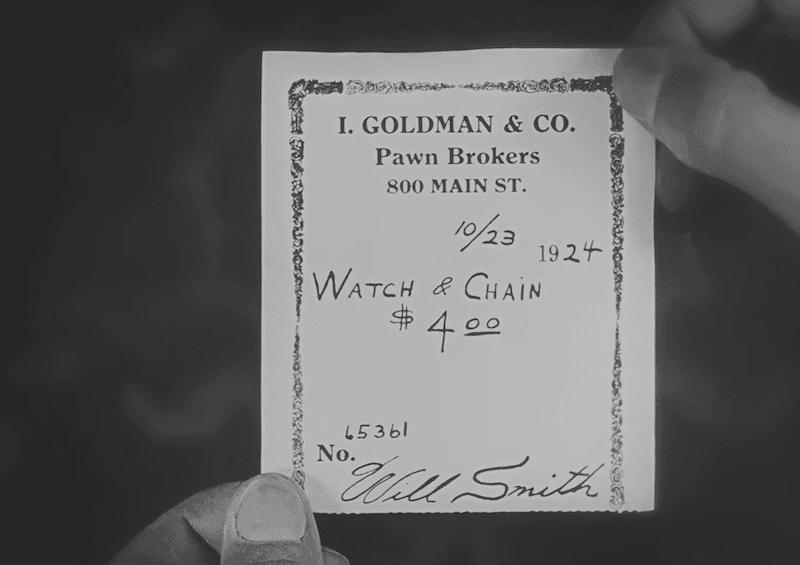 I. GOLDMAN & CO.
Pawn Brokers
800 MAIN ST.
10/23 1924
WATCH & CHAIN
$ 4 00
No. 65361
Will Smith